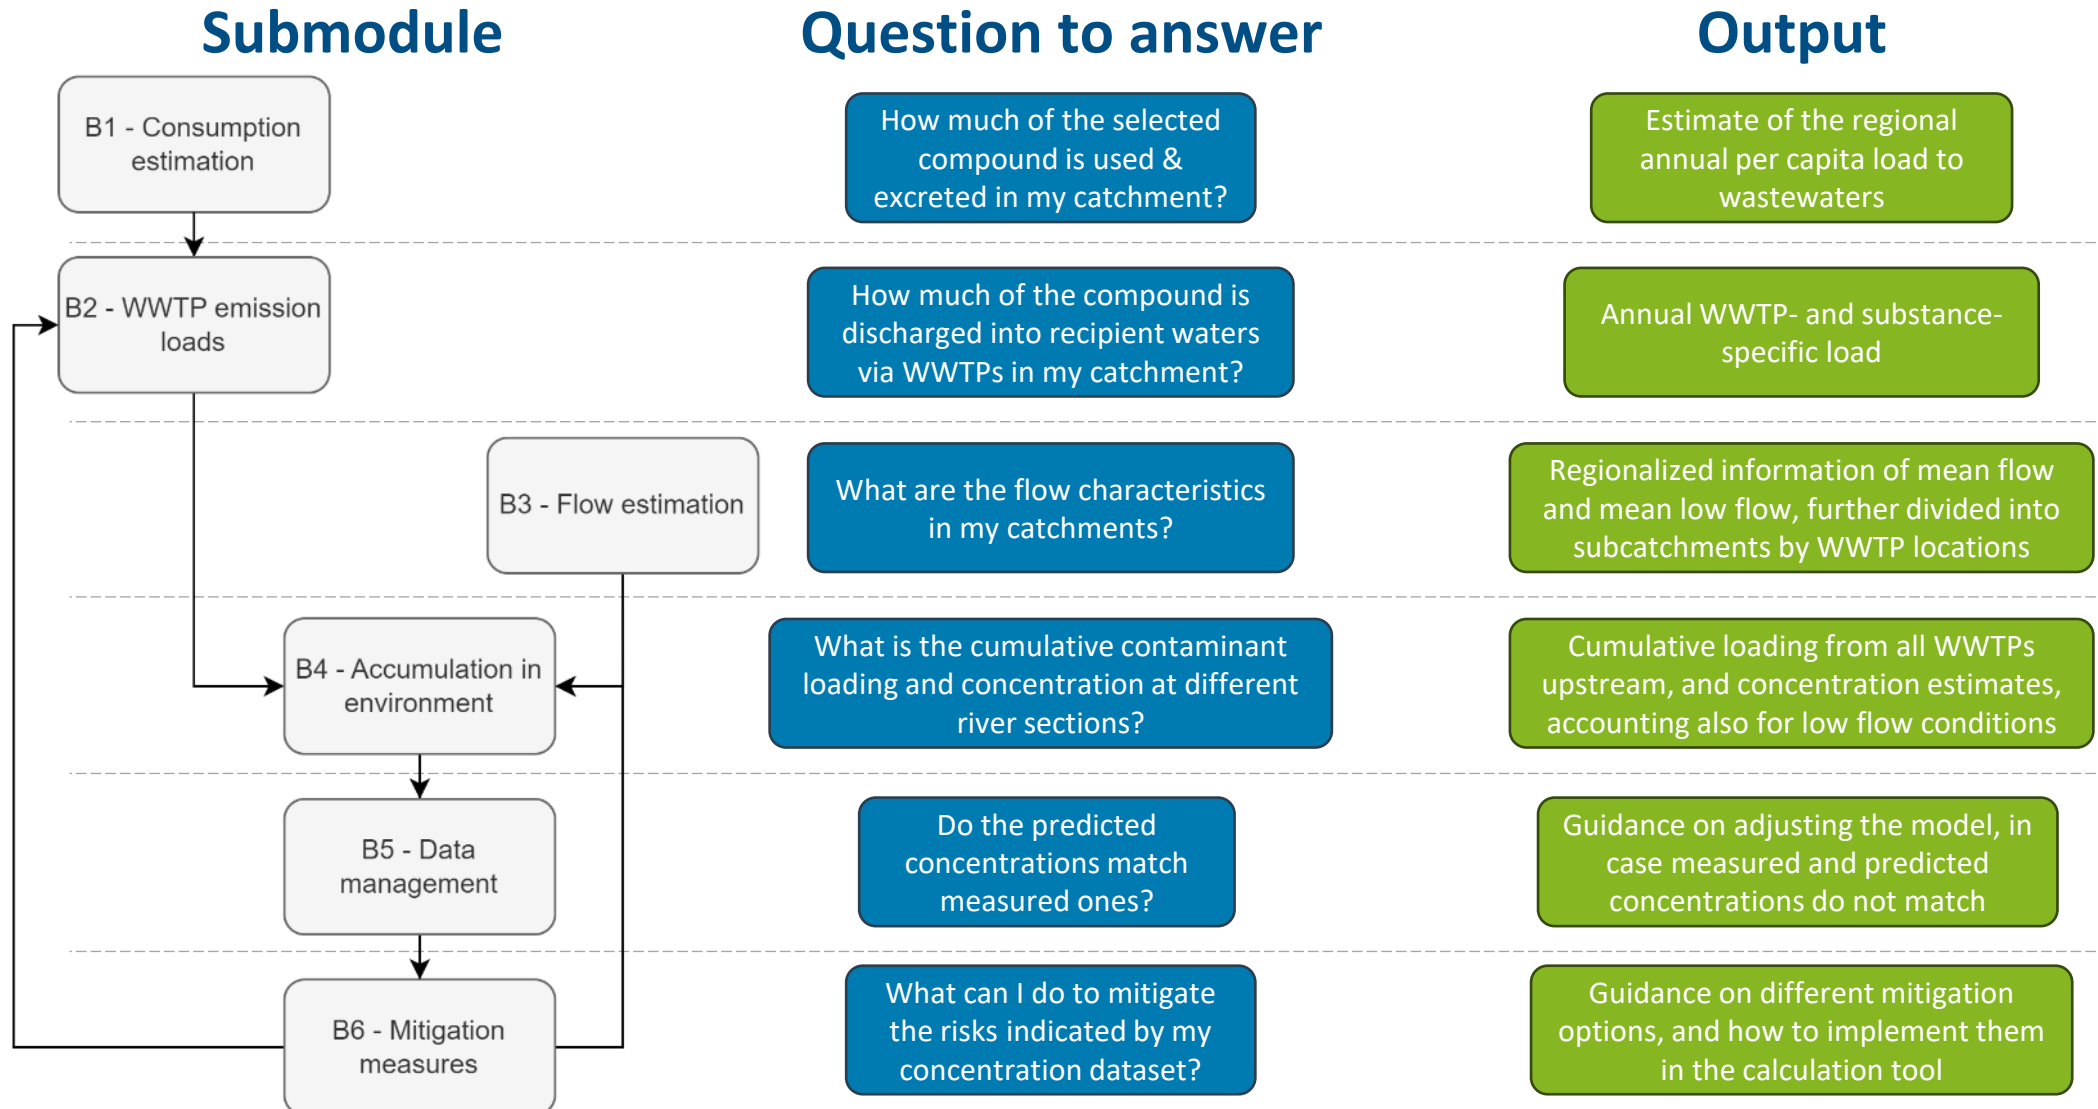 Submodule
Question to answer
Output
B1 - Consumption
estimation
How much of the selected
compound is used &
excreted in my catchment?
Estimate of the regional
annual per capita load to
wastewaters
B2 - WWTP emission
loads
How much of the compound is
discharged into recipient waters
via WWTPs in my catchment?
Annual WWTP- and substance-
specific load
B3 - Flow estimation
What are the flow characteristics
in my catchments?
Regionalized information of mean flow
and mean low flow, further divided into
subcatchments by WWTP locations
B4 - Accumulation in
environment
What is the cumulative contaminant
loading and concentration at different
river sections?
Cumulative loading from all WWTPs
upstream, and concentration estimates,
accounting also for low flow conditions
B5 - Data
management
Do the predicted
concentrations match
measured ones?
Guidance on adjusting the model, in
case measured and predicted
concentrations do not match
B6 - Mitigation
measures
What can I do to mitigate
the risks indicated by my
concentration dataset?
Guidance on different mitigation
options, and how to implement them
in the calculation tool